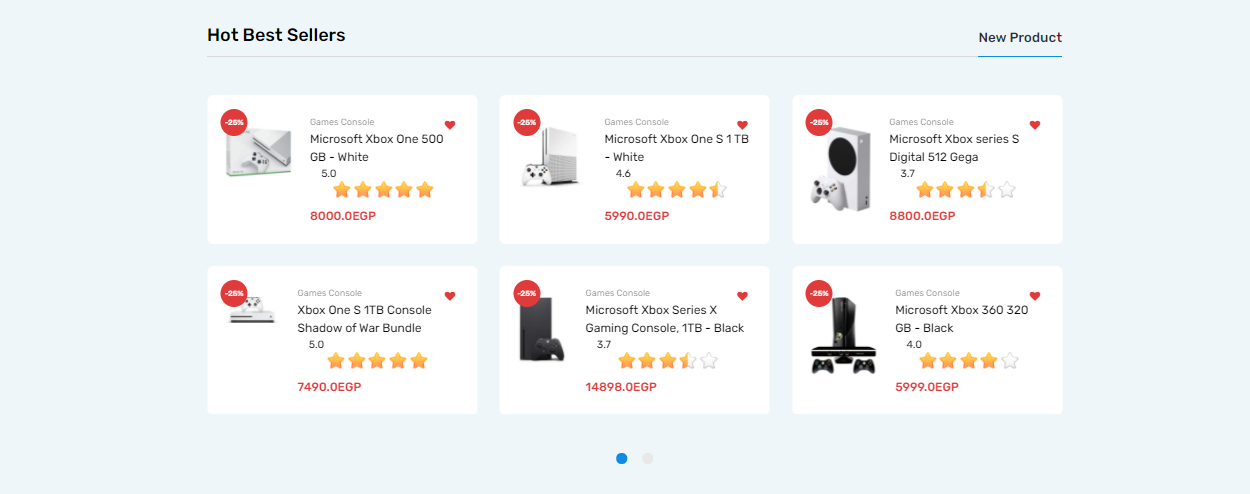 Hot Best Sellers
New Product
-25%
Games Console
Microsoft Xbox One 500
GB - White
5.0
8000.0EGP
-25%
Games Console
Microsoft Xbox One S 1 TB
- White
4.6
5990.0EGP
-25%
Games Console
Microsoft Xbox series S
Digital 512 Gega
3.7
8800.0EGP
-25%
Games Console
Xbox One S 1TB Console
Shadow of War Bundle
5.0
7490.0EGP
-25%
Games Console
Microsoft Xbox Series X
Gaming Console, 1TB - Black
3.7
14898.0EGP
-25%
Games Console
Microsoft Xbox 360 320
GB - Black
4.0
5999.0EGP